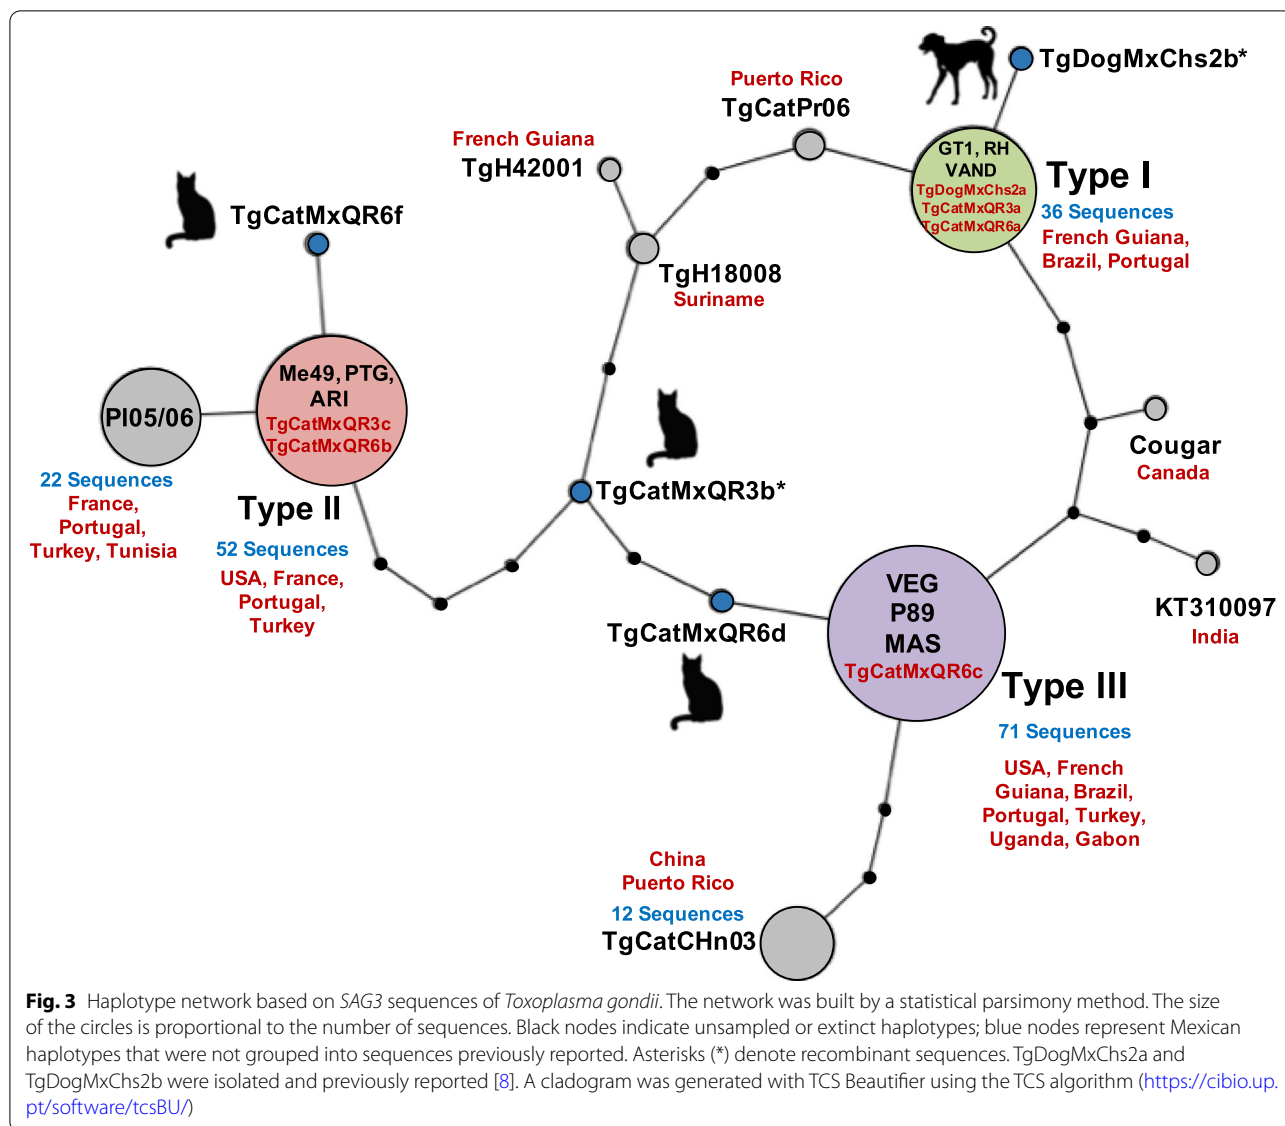 TgDogMxChs2b*
Puerto Rico
TgCatPr06
French Guiana
TgH42001
GT1, RH
VAND
TgDogMxChs2a
TgCatMxQR3a
TgCatMxQR6a
Type I
36 Sequences
French Guiana,
Brazil, Portugal
TgCatMxQR6f
TgH18008
Suriname
Me49, PTG,
ARI
TgCatMxQR3c
TgCatMxQR6b
PI05/06
22 Sequences
France,
Portugal,
Turkey, Tunisia
Type II
52 Sequences
USA, France,
Portugal,
Turkey
TgCatMxQR3b*
Cougar
Canada
TgCatMxQR6d
KT310097
India
VEG
P89
MAS
TgCatMxQR6c
Type III
71 Sequences
USA, French
Guiana, Brazil,
Portugal, Turkey,
Uganda, Gabon
China
Puerto Rico
12 Sequences
TgCatCHn03
Fig. 3 Haplotype network based on SAG3 sequences of Toxoplasma gondii. The network was built by a statistical parsimony method. The size
of the circles is proportional to the number of sequences. Black nodes indicate unsampled or extinct haplotypes; blue nodes represent Mexican
haplotypes that were not grouped into sequences previously reported. Asterisks (*) denote recombinant sequences. TgDogMxChs2a and
TgDogMxChs2b were isolated and previously reported [8]. A cladogram was generated with TCS Beautifier using the TCS algorithm (https://cibio.up.
pt/software/tcsBU/)